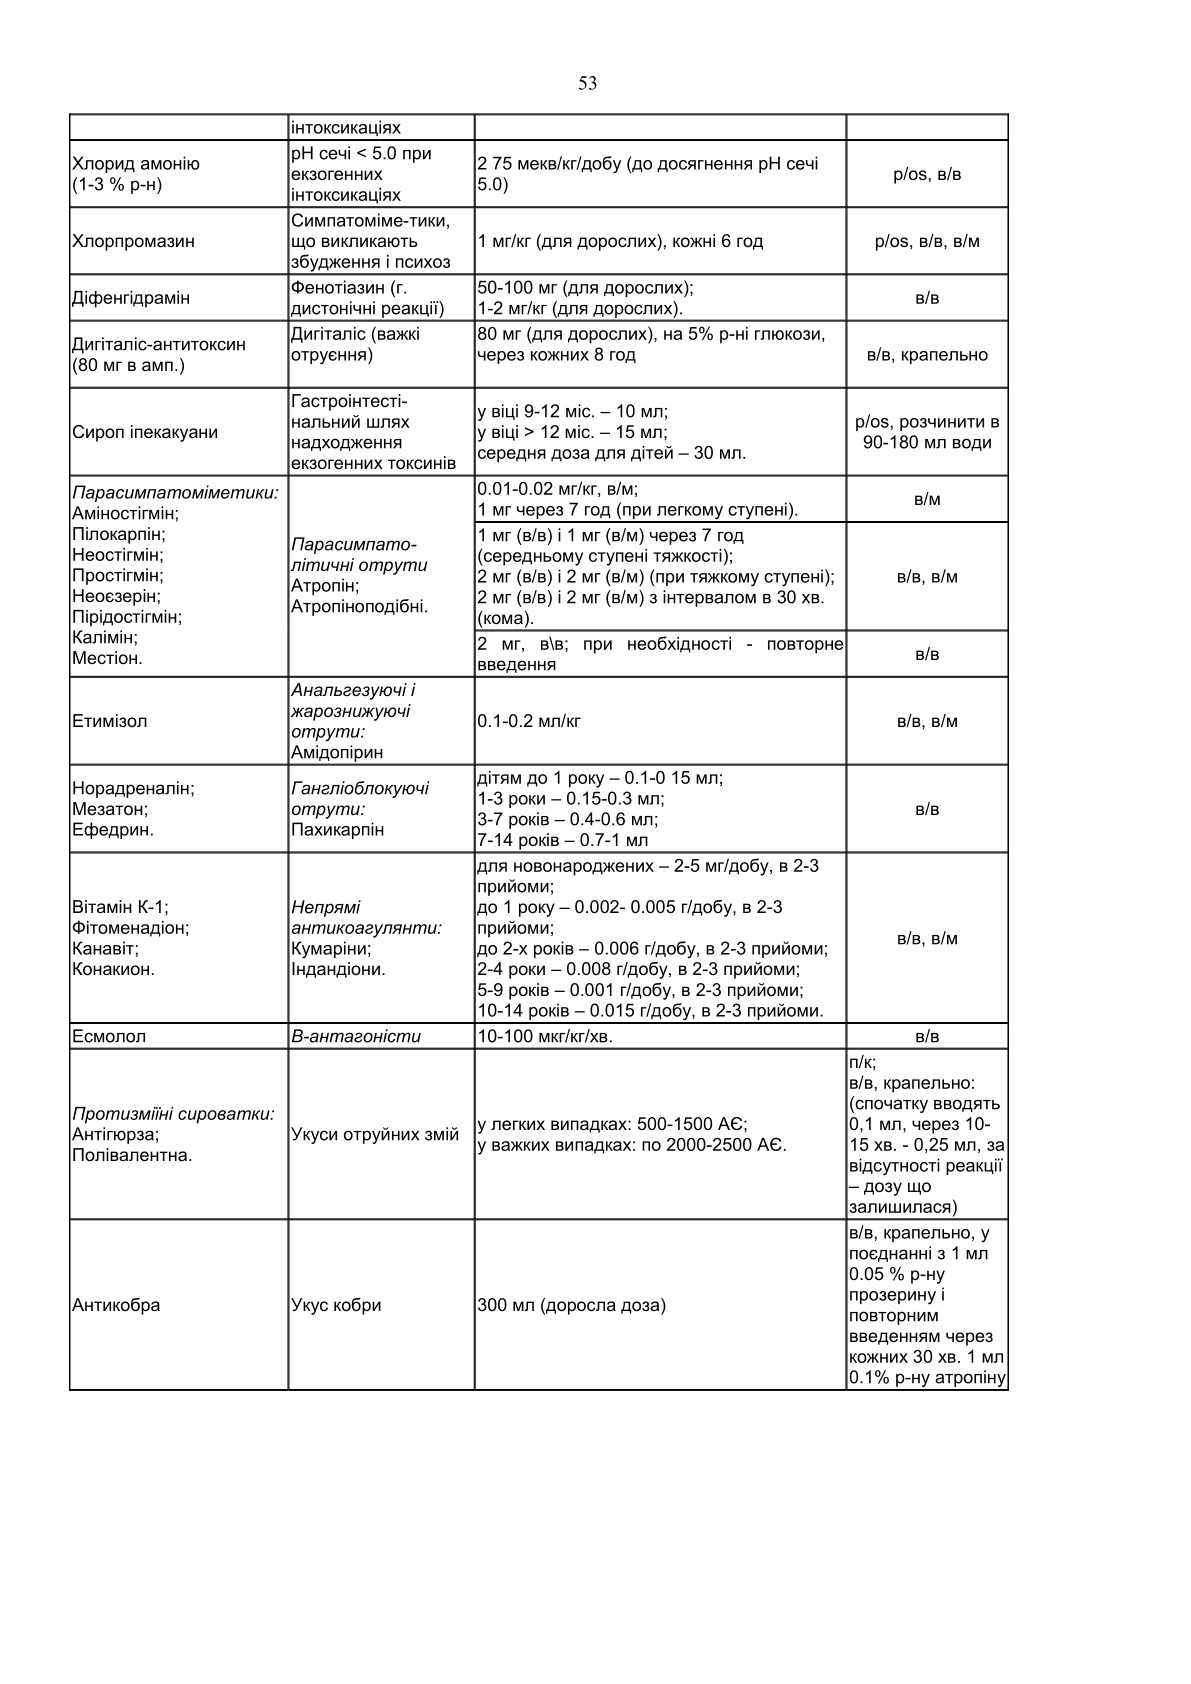 53
інтоксикаціях
Хлорид амонію
(1-3 % р-н)
рН сечі < 5.0 при
екзогенних
інтоксикаціях
2 75 мекв/кг/добу (до досягнення рН сечі
5.0)
р/os, в/в
Хлорпромазин
Симпатоміме-тики,
що викликають
збудження і психоз
1 мг/кг (для дорослих), кожні 6 год
р/os, в/в, в/м
Діфенгідрамін
Фенотіазин (г.
дистонічні реакції)
50-100 мг (для дорослих);
1-2 мг/кг (для дорослих).
в/в
Дигіталіс-антитоксин
(80 мг в амп.)
Дигіталіс (важкі
отруєння)
80 мг (для дорослих), на 5% р-ні глюкози,
через кожних 8 год
в/в, крапельно
Сироп іпекакуани
Гастроінтесті-
нальний шлях
надходження
екзогенних токсинів
у віці 9-12 міс. – 10 мл;
у віці > 12 міс. – 15 мл;
середня доза для дітей – 30 мл.
р/os, розчинити в
90-180 мл води
Парасимпатоміметики:
Аміностігмін;
Пілокарпін;
Неостігмін;
Простігмін;
Неоєзерін;
Пірідостігмін;
Калімін;
Местіон.
Парасимпато-
літичні отрути
Атропін;
Атропіноподібні.
0.01-0.02 мг/кг, в/м;
1 мг через 7 год (при легкому ступені).
в/м
1 мг (в/в) і 1 мг (в/м) через 7 год
(середньому ступені тяжкості);
2 мг (в/в) і 2 мг (в/м) (при тяжкому ступені);
2 мг (в/в) і 2 мг (в/м) з інтервалом в 30 хв.
(кома).
в/в, в/м
2 мг, в\в; при необхідності - повторне
введення
в/в
Етимізол
Анальгезуючі і
жарознижуючі
отрути:
Амідопірин
0.1-0.2 мл/кг
в/в, в/м
Норадреналін;
Мезатон;
Ефедрин.
Гангліоблокуючі
отрути:
Пахикарпін
дітям до 1 року – 0.1-0 15 мл;
1-3 роки – 0.15-0.3 мл;
3-7 років – 0.4-0.6 мл;
7-14 років – 0.7-1 мл
в/в
Вітамін К-1;
Фітоменадіон;
Канавіт;
Конакион.
Непрямі
антикоагулянти:
Кумаріни;
Індандіони.
для новонароджених – 2-5 мг/добу, в 2-3
прийоми;
до 1 року – 0.002- 0.005 г/добу, в 2-3
прийоми;
до 2-х років – 0.006 г/добу, в 2-3 прийоми;
2-4 роки – 0.008 г/добу, в 2-3 прийоми;
5-9 років – 0.001 г/добу, в 2-3 прийоми;
10-14 років – 0.015 г/добу, в 2-3 прийоми.
в/в, в/м
Есмолол
В-антагоністи
10-100 мкг/кг/хв.
в/в
Протизміїні сироватки:
Антігюрза;
Полівалентна.
Укуси отруйних змій
у легких випадках: 500-1500 АЄ;
у важких випадках: по 2000-2500 АЄ.
п/к;
в/в, крапельно:
(спочатку вводять
0,1 мл, через 10-
15 хв. - 0,25 мл, за
відсутності реакції
– дозу що
залишилася)
Антикобра
Укус кобри
300 мл (доросла доза)
в/в, крапельно, у
поєднанні з 1 мл
0.05 % р-ну
прозерину і
повторним
введенням через
кожних 30 хв. 1 мл
0.1% р-ну атропіну